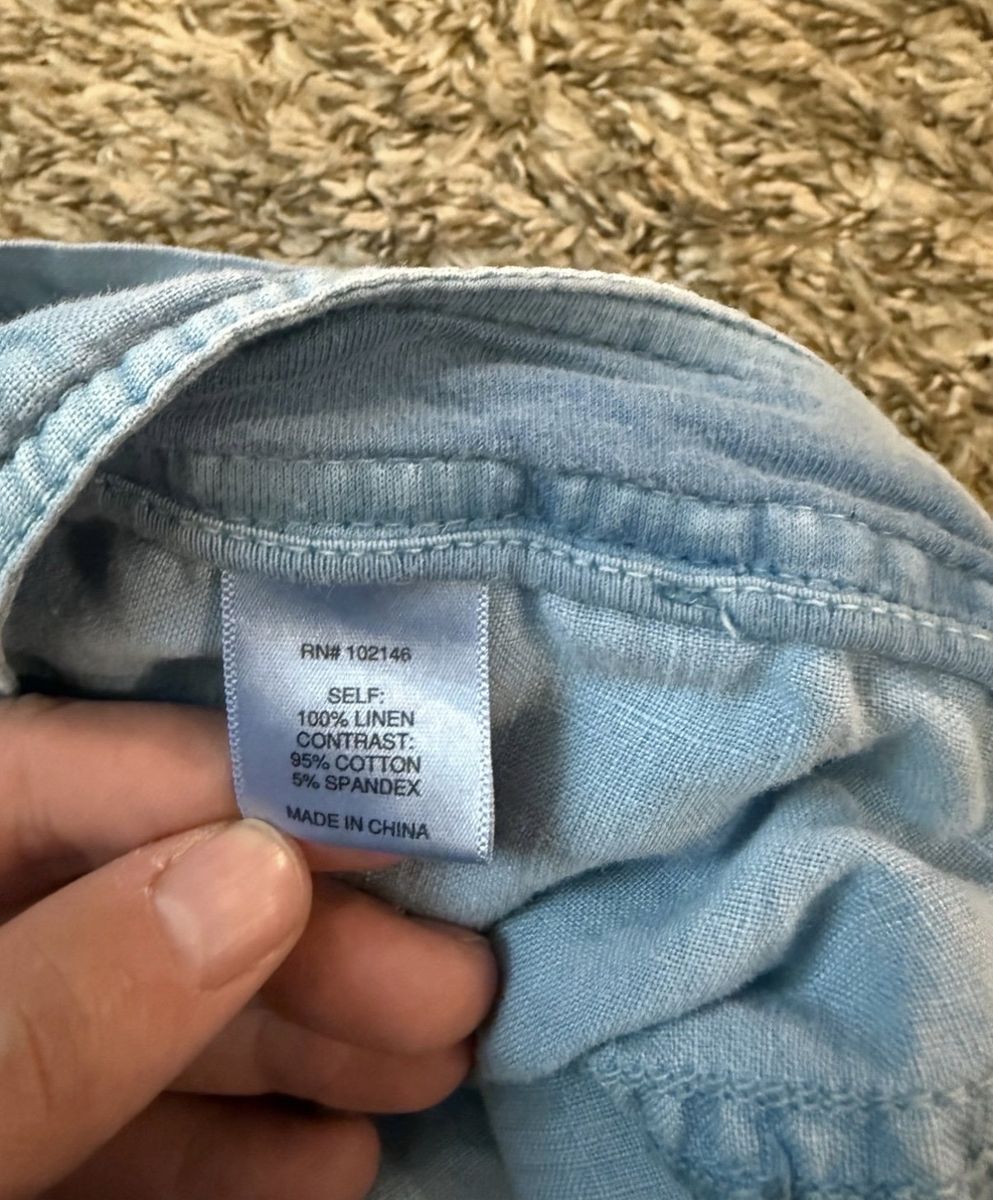 RN# 102146
SELF:
100% LINEN
CONTRAST:
95% COTTON
5% SPANDEX
MADE IN CHINA